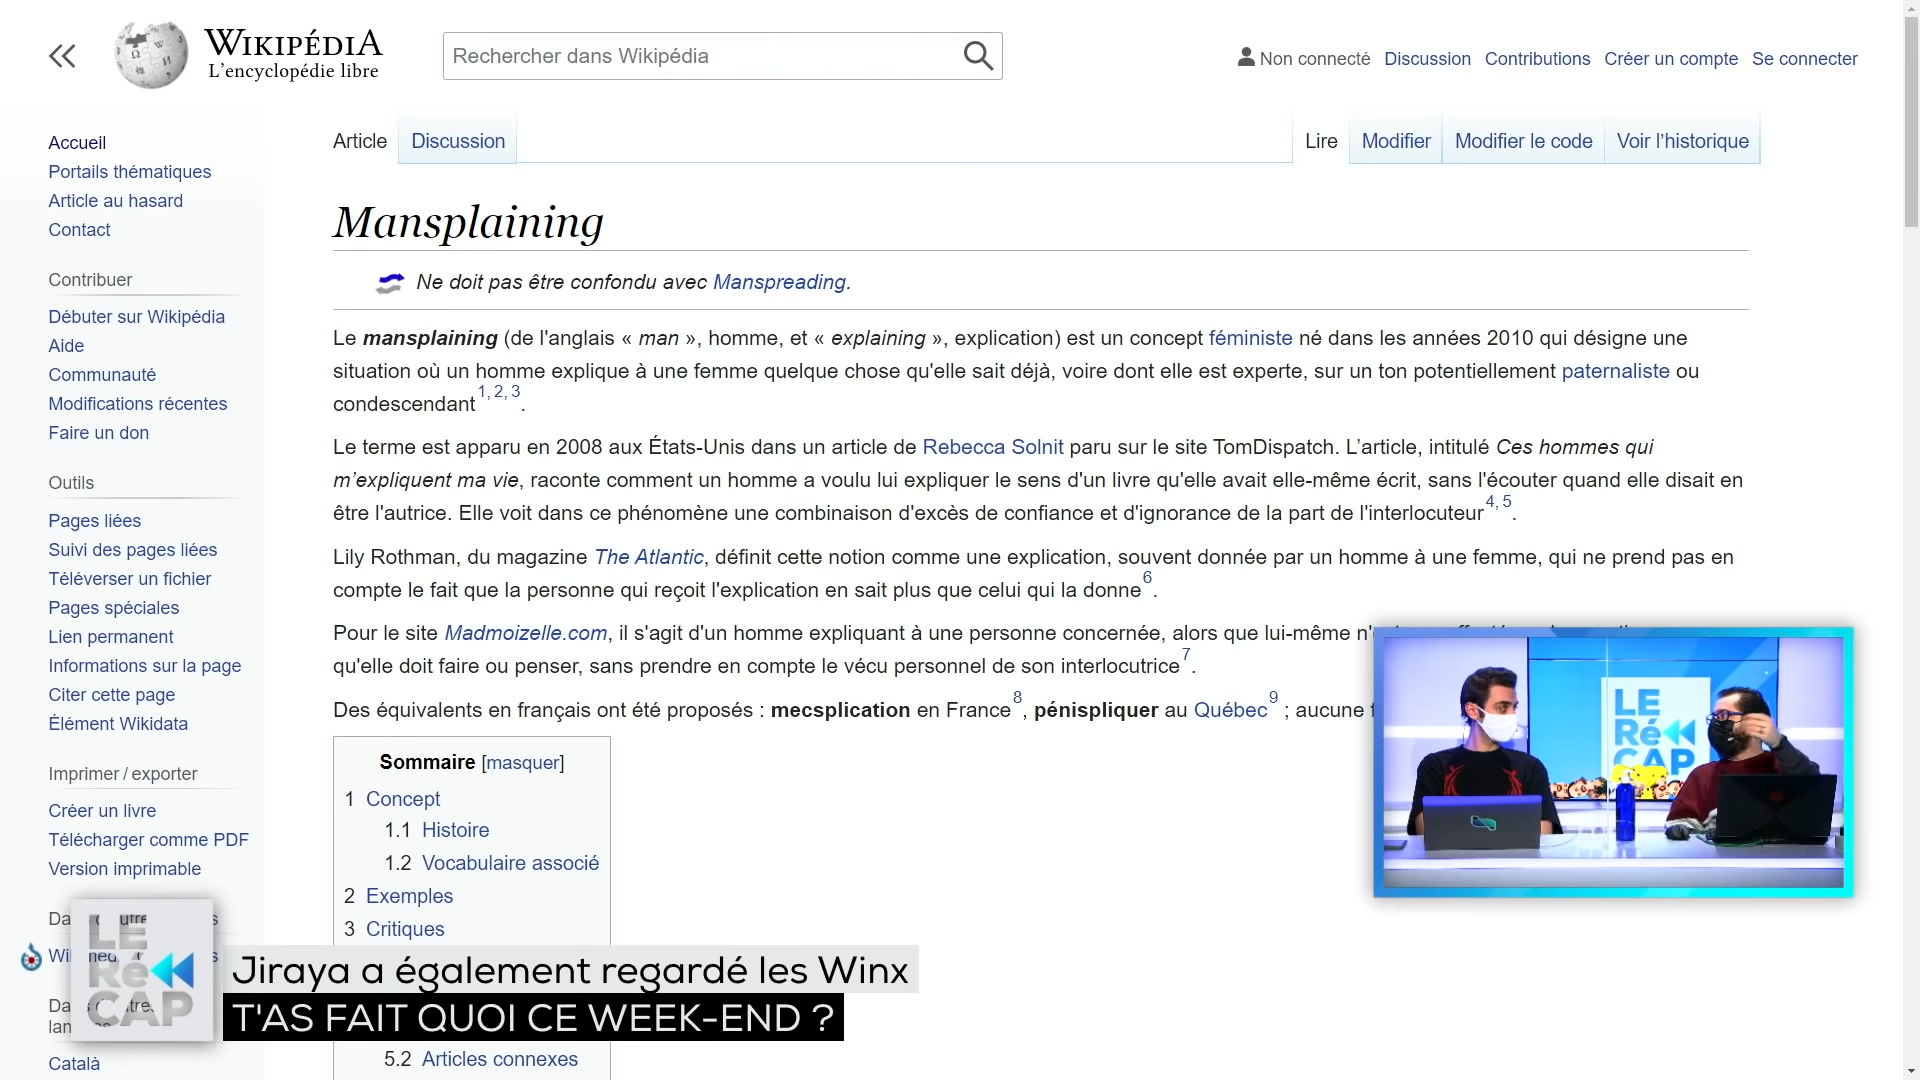 WIKIPÉDIA
L'encyclopédie libre
Rechercher dans Wikipédia
Non connecté Discussion Contributions Créer un compte Se connecter
Accueil
Portails thématiques
Article au hasard
Contact
Contribuer
Débuter sur Wikipédia
Aide
Communauté
Modifications récentes
Faire un don
Outils
Pages liées
Suivi des pages liées
Téléverser un fichier
Pages spéciales
Lien permanent
Informations sur la page
Citer cette page
Élément Wikidata
Imprimer / exporter
Créer un livre
Télécharger comme PDF
Version imprimable
Català
Article Discussion
Lire Modifier Modifier le code Voir l’historique
Mansplaining
Ne doit pas être confondu avec Manspreading.
Le mansplaining (de l'anglais « man », homme, et « explaining », explication) est un concept féministe né dans les années 2010 qui désigne une
situation où un homme explique à une femme quelque chose qu'elle sait déjà, voire dont elle est experte, sur un ton potentiellement paternaliste ou
condescendant1, 2, 3.
Le terme est apparu en 2008 aux États-Unis dans un article de Rebecca Solnit paru sur le site TomDispatch. L’article, intitulé Ces hommes qui
m’expliquent ma vie, raconte comment un homme a voulu lui expliquer le sens d'un livre qu'elle avait elle-même écrit, sans l'écouter quand elle disait en
être l'autrice. Elle voit dans ce phénomène une combinaison d'excès de confiance et d'ignorance de la part de l'interlocuteur4, 5.
Lily Rothman, du magazine The Atlantic, définit cette notion comme une explication, souvent donnée par un homme à une femme, qui ne prend pas en
compte le fait que la personne qui reçoit l'explication en sait plus que celui qui la donne6.
Pour le site Madmoizelle.com, il s'agit d'un homme expliquant à une personne concernée, alors que lui-même
qu'elle doit faire ou penser, sans prendre en compte le vécu personnel de son interlocutrice7.
Des équivalents en français ont été proposés : mecsplication en France8, pénispliquer au Québec9 ; aucune
Sommaire [masquer]
1 Concept
1.1 Histoire
1.2 Vocabulaire associé
2 Exemples
3 Critiques
5.2 Articles connexes
LE
Ré
CAP
LE
Ré
CAP
Jiraya a également regardé les Winx
T'AS FAIT QUOI CE WEEK-END ?